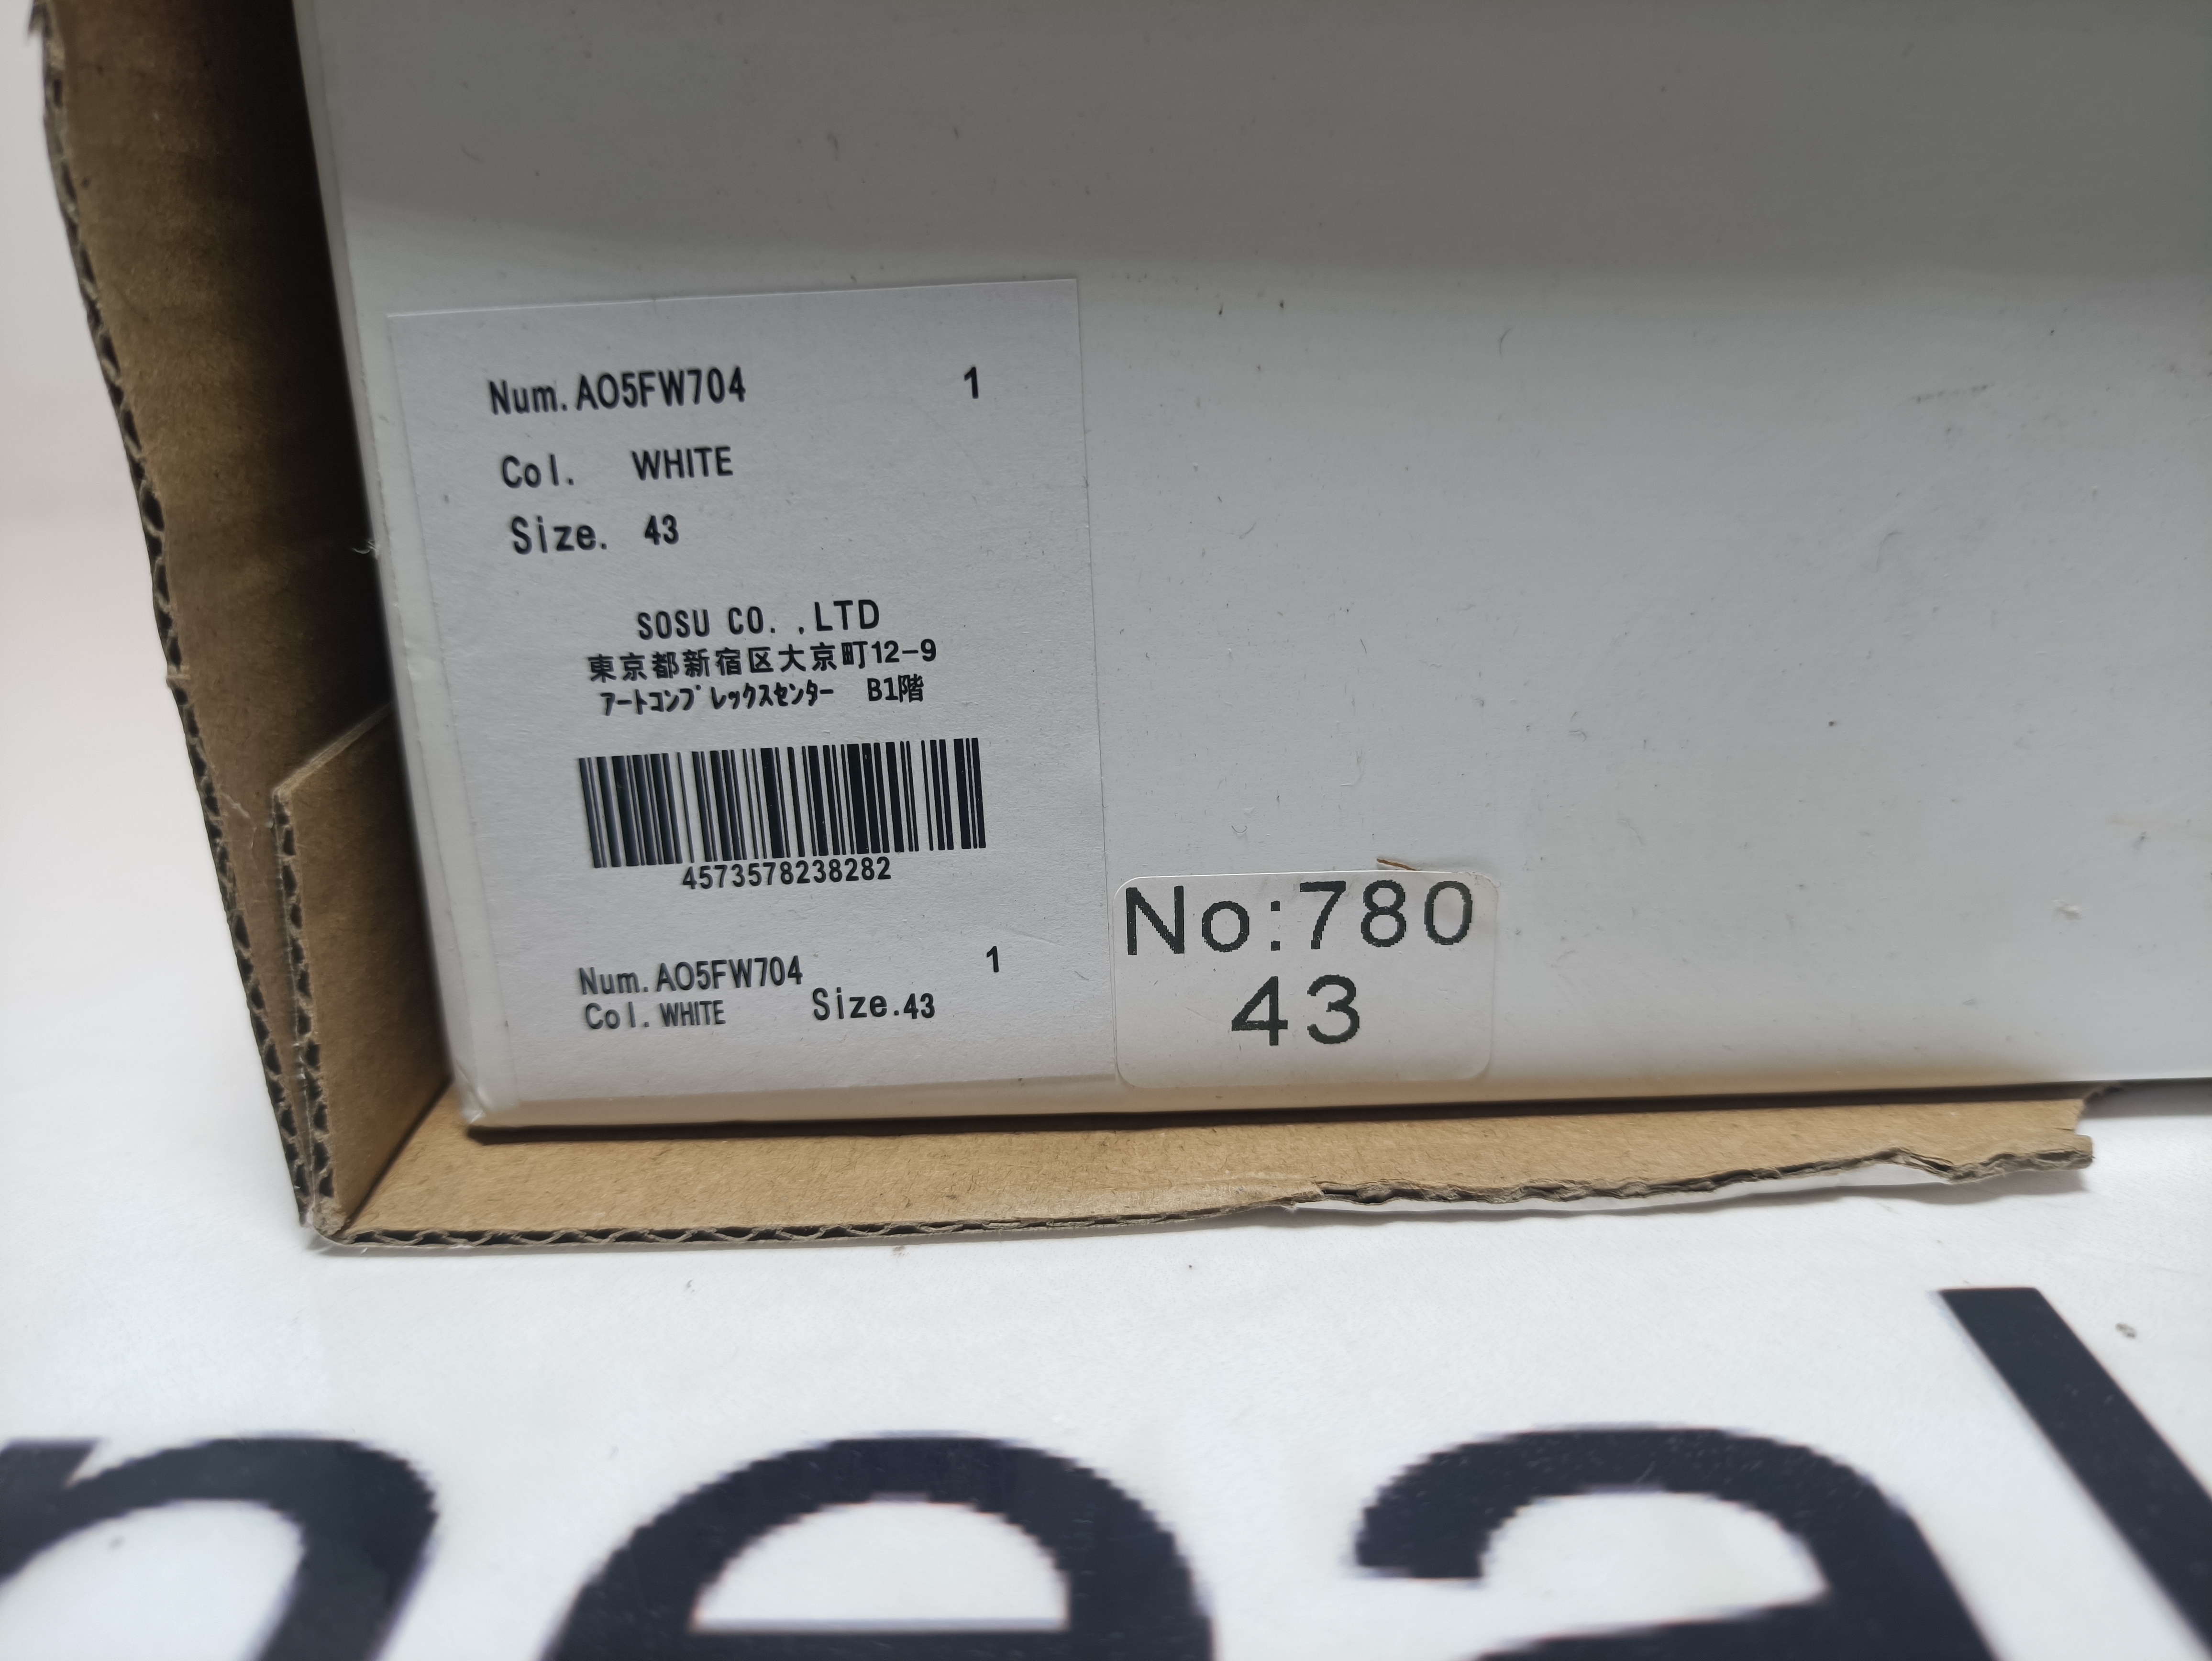 Num.A05FW704 1
Col. WHITE
Size. 43
SOSU CO. ,LTD
東京都新宿区大京町12-9
ｱｰﾄｺﾝﾌﾟﾚｯｸｽｾﾝﾀｰ B1階
4573578238282
Num.A05FW704 1
Col.WHITE Size.43
No:780
43